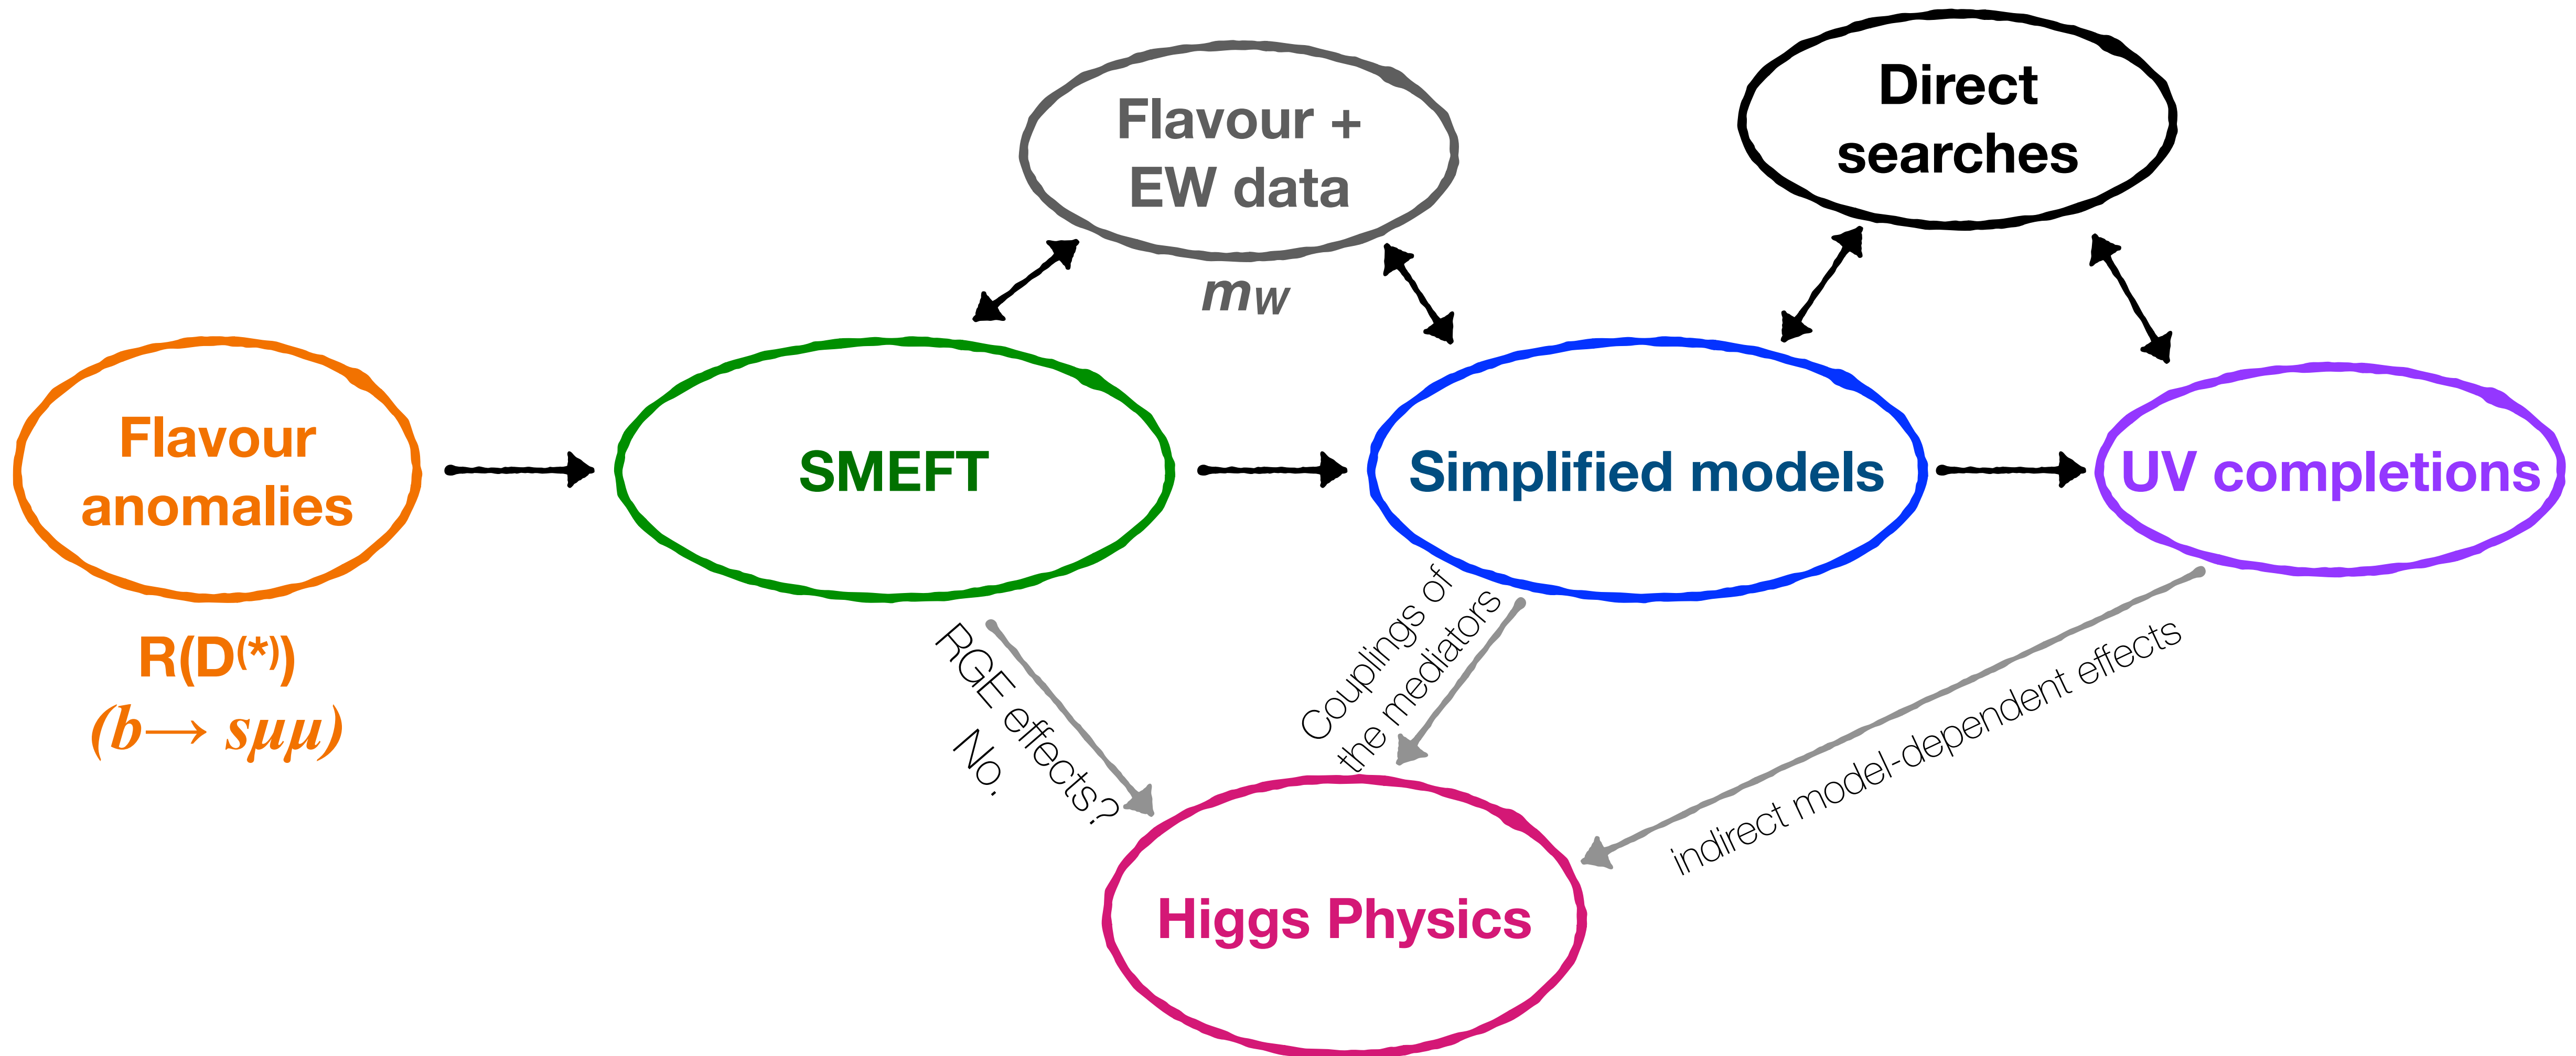 Direct
searches
Flavour +
EW data
mW
Flavour
anomalies
SMEFT
Simplified models
UV completions
R(D(*))
(b→ sμμ)
RGE effects?
No.
Couplings of
the mediators
indirect model-dependent effects
Higgs Physics